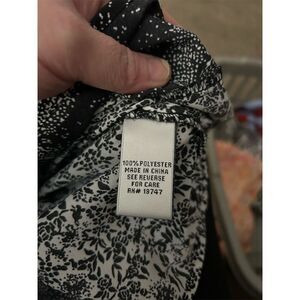 100% POLYESTER
MADE IN CHINA
SEE REVERSE
FOR CARE
RN# 19747